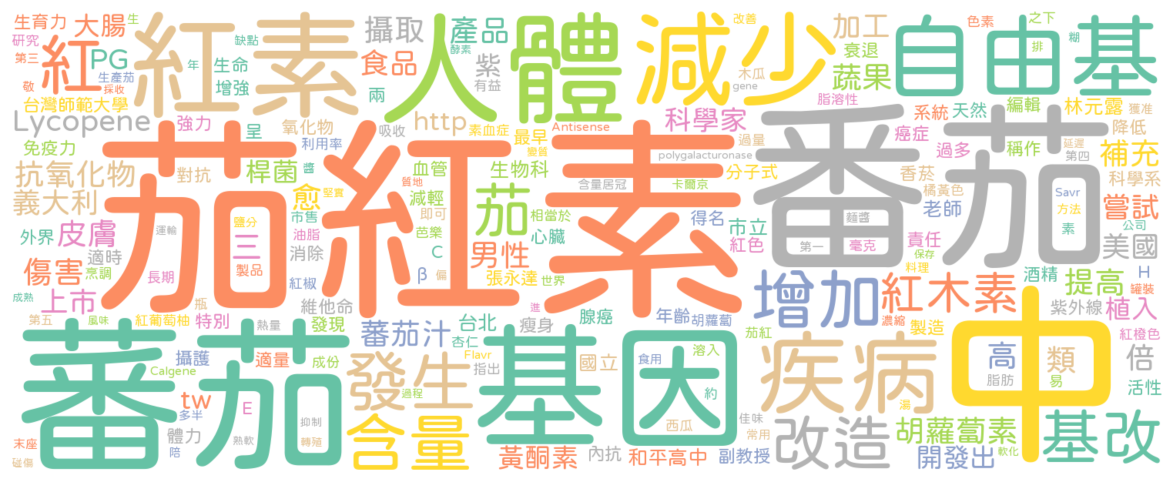 茄紅素
番茄
蕃茄
基因
中
人體
減少
自由基
紅素
紅
疾病
增加
發生
含量
改造
基改
紅木素
茄
三
Lycopene
抗氧化物
義大利
皮膚
傷害
上市
生育力
大腸
攝取
產品
加工
色素
之下
改善
生
研究
缺點
酵素
食品
紫
有益
衰退
木瓜
排
糊
第三
PG
生命
生產茄
年
增強
兩
蔬果
gene
敬
採收
台灣師範大學
脂溶性
系統
天然
編輯
林元露
獲准
強力
呈
氧化物
吸收
http
素血症
最早
Antisense
科學家
過量
癌症
過多
稱作
降低
延遲
免疫力
利用率
變質
polygalacturonase
補充
第四
對抗
桿菌
醬
血管
生物科
分子式
香菸
科學系
愈
堅實
質地
減輕
含量居冠
卡爾京
橘黃色
老師
Savr
方法
嘗試
市售
即可
芭樂
相當於
得名
糆醬
素
公司
外界
鹽分
運輸
油脂
男性
心臟
市立
紅色
第一
毫克
責任
保存
美國
適時
製品
消除
C
β
偏
張永達
世界
料理
酒精
H
罐裝
提高
烹調
長期
紅椒
成熟
瓶
維他命
進
紫外線
植入
第五
風味
紅葡萄柚
特別
熱量
發現
蕃茄汁
台北
瘦身
腺癌
年齡
胡蘿蔔
茄紅
濃縮
製造
紅橙色
攝護
適量
成份
杏仁
Flavr
指出
國立
食用
溶入
高
脂肪
類
易
倍
活性
Calgene
tw
多半
E
抑制
過程
約
湯
末座
體力
熟軟
轉殖
西瓜
佳味
常用
胡蘿蔔素
碰傷
陪
黃酮素
內抗
和平高中
副教授
開發出
軟化